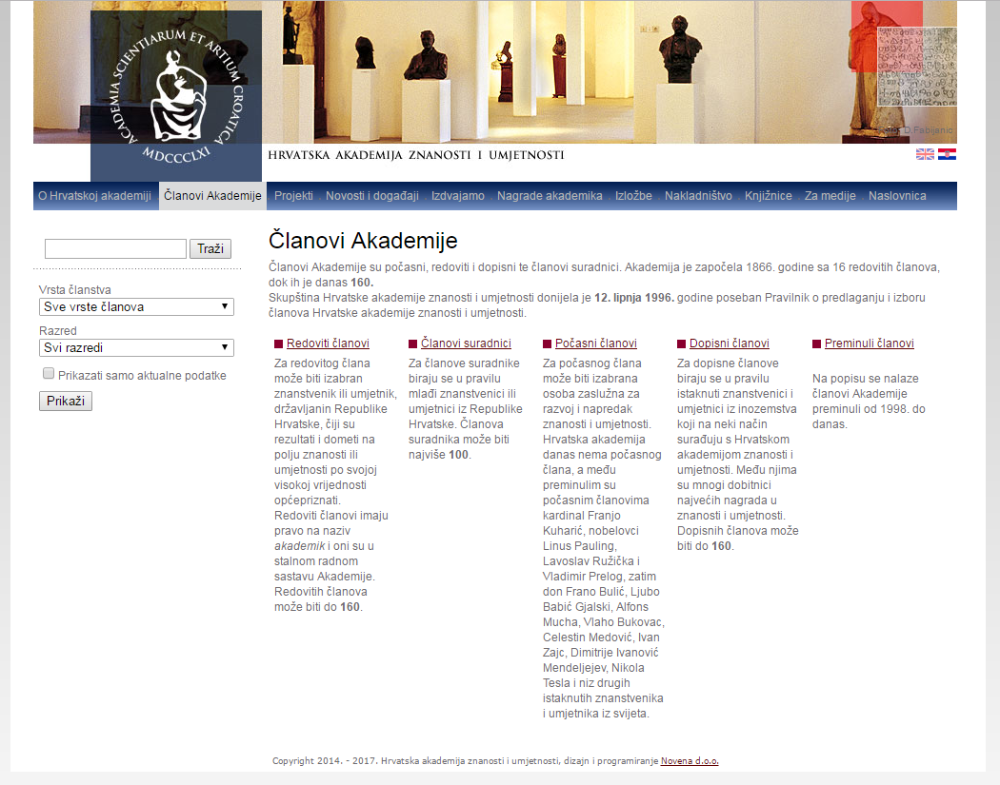 ACADEMIA SCIENTIARUM ET ARTIUM CROATICA
MDCCCLXI
HRVATSKA AKADEMIJA ZNANOSTI I UMJETNOSTI
O Hrvatskoj akademiji
Članovi Akademije
Projekti
Novosti i događaji
Izdvajamo
Nagrade akademika
Izložbe
Nakladništvo
Knjižnice
Za medije
Naslovnica
Traži
Vrsta članstva
Sve vrste članova
Razred
Svi razredi
Prikazati samo aktualne podatke
Prikaži
Članovi Akademije
Članovi Akademije su počasni, redoviti i dopisni te članovi suradnici. Akademija je započela 1866. godine sa 16 redovitih članova,
dok ih je danas 160.
Skupština Hrvatske akademije znanosti i umjetnosti donijela je 12. lipnja 1996. godine poseban Pravilnik o predlaganju i izboru
članova Hrvatske akademije znanosti i umjetnosti.
Redoviti članovi
Za redovitog člana
može biti izabran
znanstvenik ili umjetnik,
državljanin Republike
Hrvatske, čiji su
rezultati i dometi na
polju znanosti ili
umjetnosti po svojoj
visokoj vrijednosti
općepriznati.
Redoviti članovi imaju
pravo na naziv
akademik i oni su u
stalnom radnom
sastavu Akademije.
Redovitih članova
može biti do 160.
Članovi suradnici
Za članove suradnike
biraju se u pravilu
mlađi znanstvenici ili
umjetnici iz Republike
Hrvatske. Članova
suradnika može biti
najviše 100.
Počasni članovi
Za počasnog člana
može biti izabrana
osoba zaslužna za
razvoj i napredak
znanosti i umjetnosti.
Hrvatska akademija
danas nema počasnog
člana, a među
preminulim su
počasnim članovima
kardinal Franjo
Kuharić, nobelovci
Linus Pauling,
Lavoslav Ružička i
Vladimir Prelog, zatim
don Frano Bulić, Ljubo
Babić Gjalski, Alfons
Mucha, Vlaho Bukovac,
Celestin Medović, Ivan
Zajc, Dimitrije Ivanović
Mendeljejev, Nikola
Tesla i niz drugih
istaknutih znanstvenika
i umjetnika iz svijeta.
Dopisni članovi
Za dopisne članove
biraju se u pravilu
istaknuti znanstvenici i
umjetnici iz inozemstva
koji na neki način
surađuju s Hrvatskom
akademijom znanosti i
umjetnosti. Među njima
su mnogi dobitnici
najvećih nagrada u
znanosti i umjetnosti.
Dopisnih članova može
biti do 160.
Preminuli članovi
Na popisu se nalaze
članovi Akademije
preminuli od 1998. do
danas.
Copyright 2014. - 2017. Hrvatska akademija znanosti i umjetnosti, dizajn i programiranje Novena d.o.o.